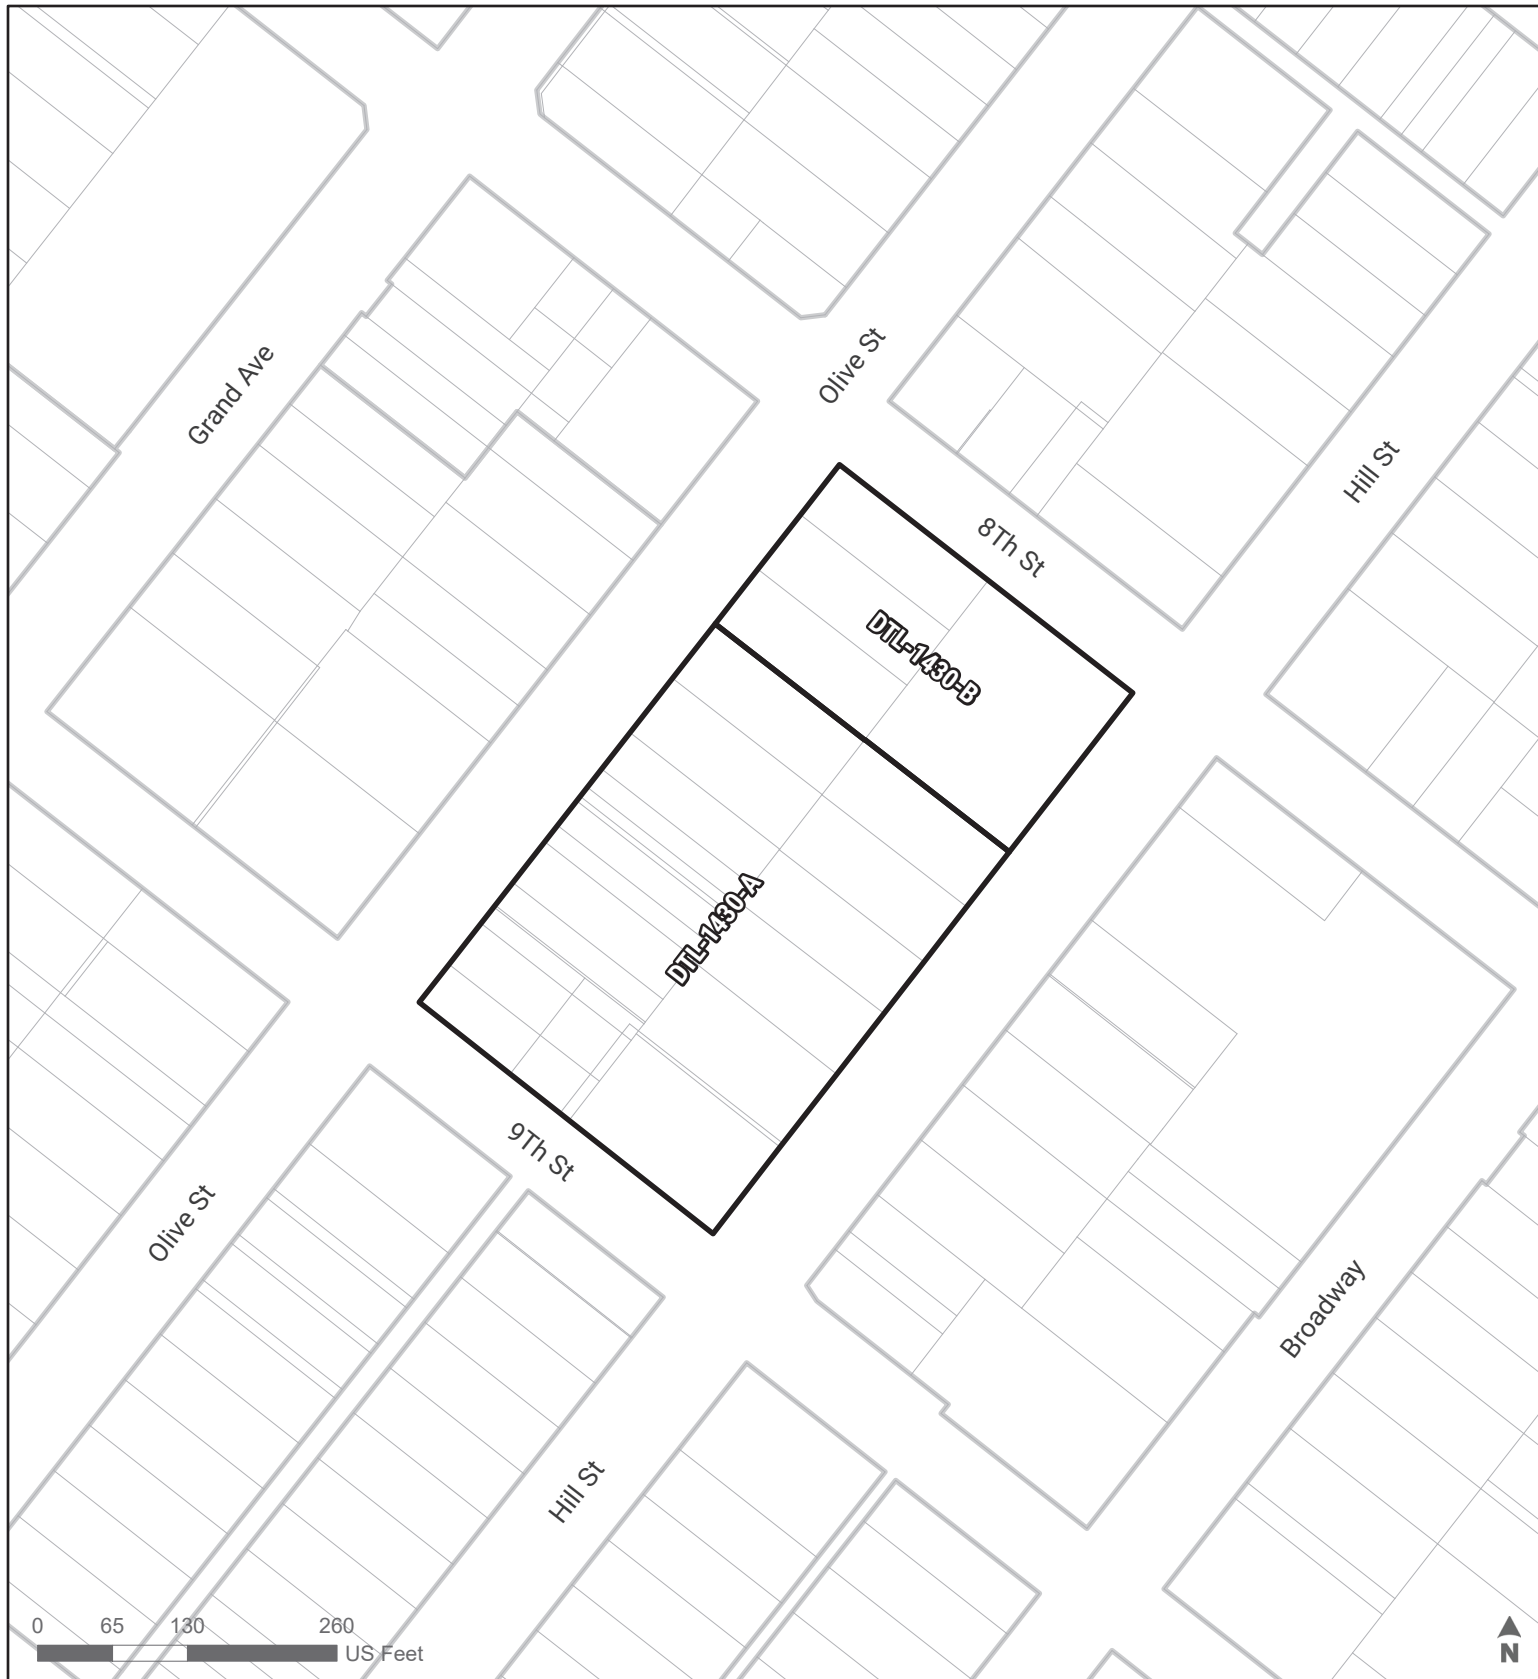 Olive St
Grand Ave
Hill St
8Th St
DTL-1430-B
DTL-1430-A
9Th St
Olive St
Broadway
Hill St
0 65 130 260
US Feet
N